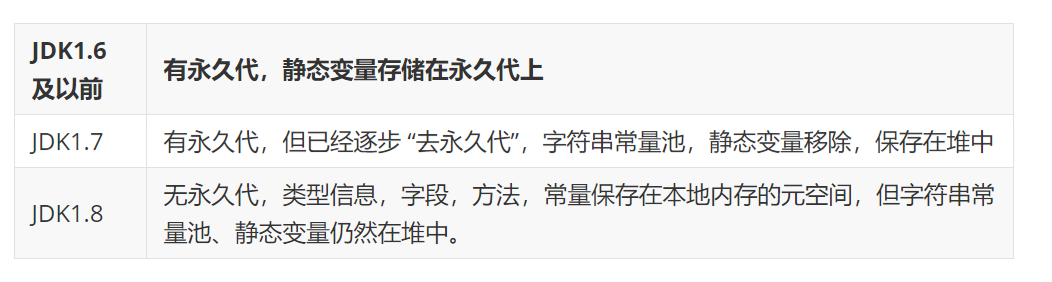 JDK1.6
及以前
有永久代，静态变量存储在永久代上
JDK1.7
有永久代，但已经逐步 “去永久代”，字符串常量池，静态变量移除，保存在堆中
JDK1.8
无永久代，类型信息，字段，方法，常量保存在本地内存的元空间，但字符串常
量池、静态变量仍然在堆中。